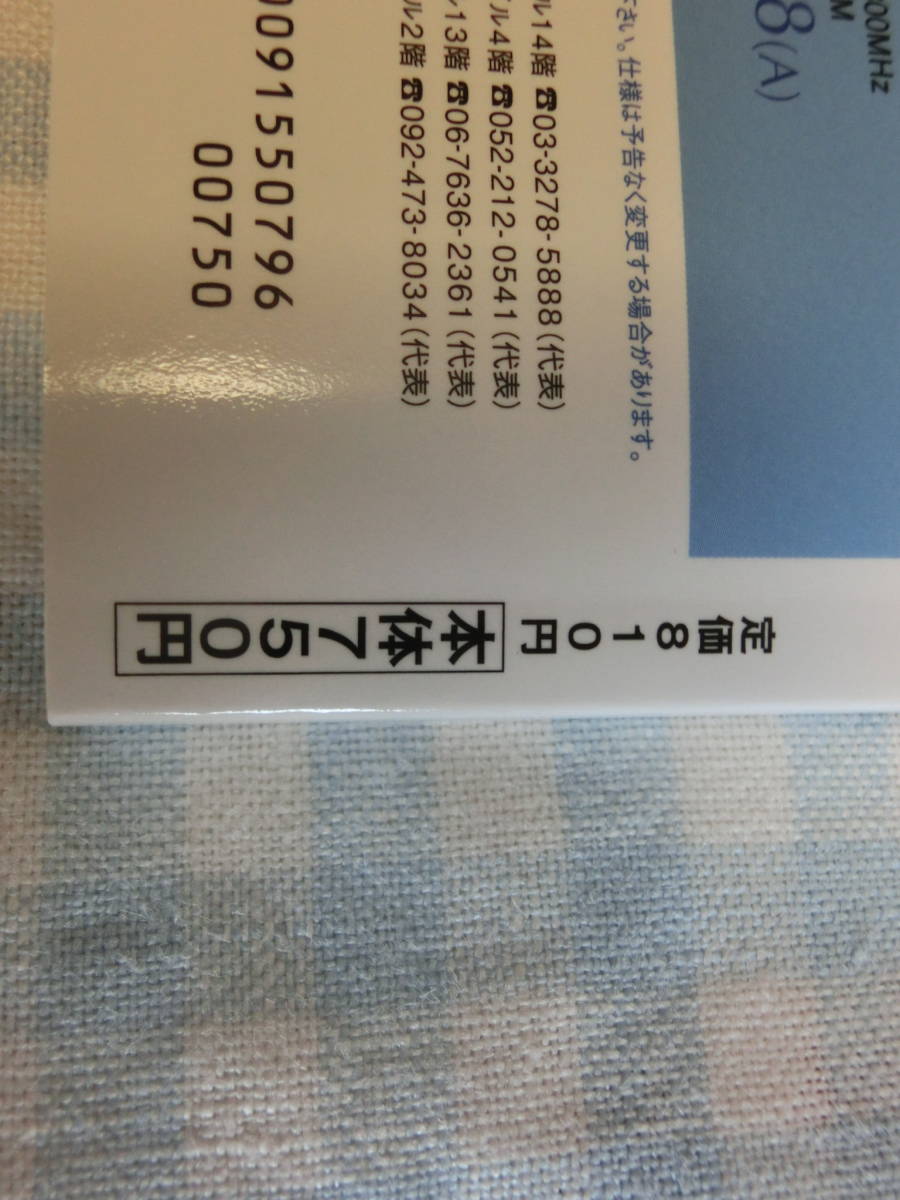 00MHz
M
8(A)
さい。仕様は予告なく変更する場合があります。
ル14階 ☎03-3278-5888(代表)
ル4階 ☎052-212-0541(代表)
ル13階 ☎06-7636-2361(代表)
ル2階 ☎092-473-8034(代表)
0091550796
00750
定価810円
本体750円